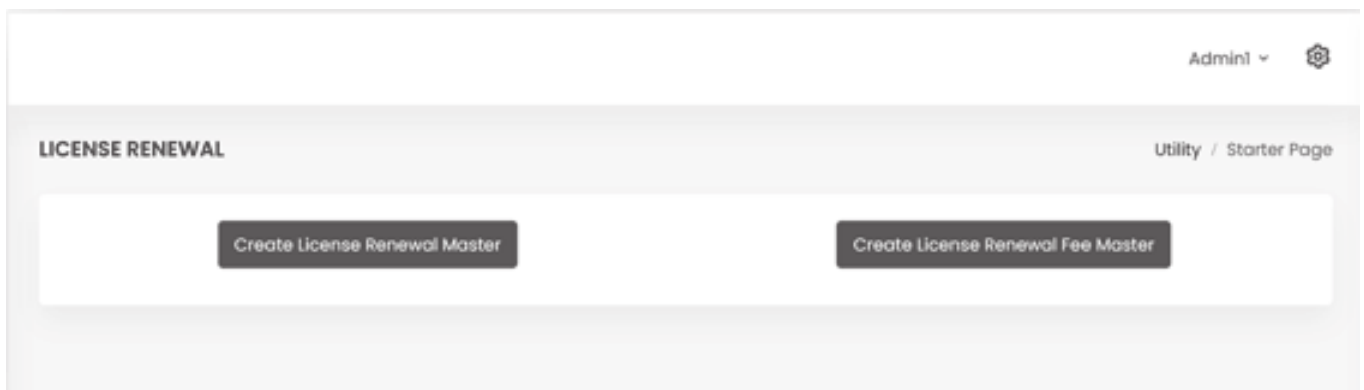 Admin1
LICENSE RENEWAL
Utility / Starter Page
Create License Renewal Master
Create License Renewal Fee Master